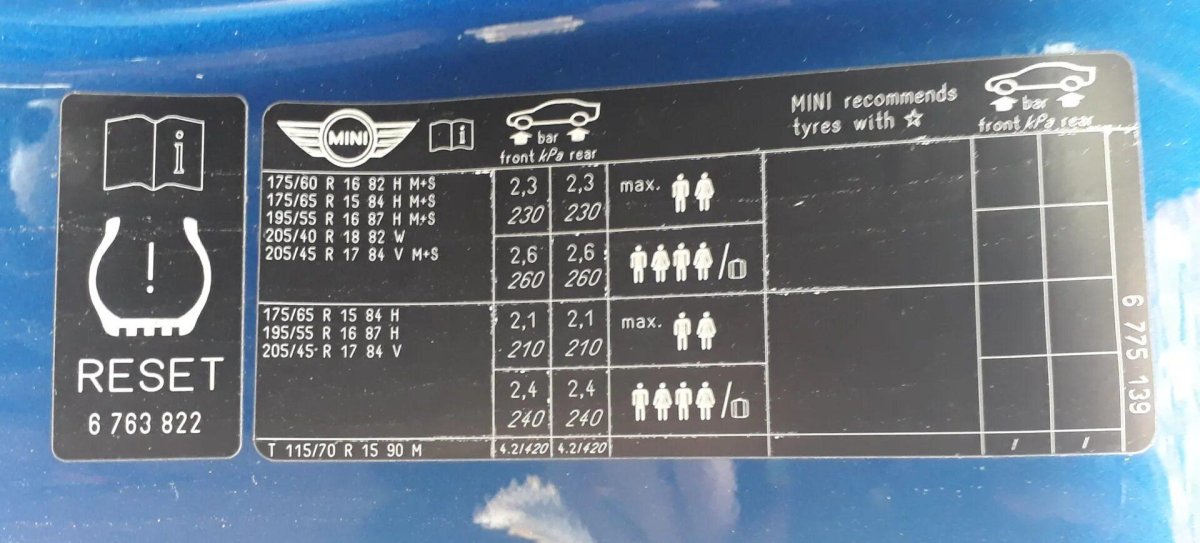 i
RESET
6 763 822
MINI
i
bar
front kPa rear
MINI recommends
tyres with ☆
bar
front kPa rear
175/60 R 16 82 H M+S
175/65 R 15 84 H M+S
195/55 R 16 87 H M+S
205/40 R 18 82 W
205/45 R 17 84 V M+S
2,3 2,3
230 230
max.
2,6 2,6
260 260
/
175/65 R 15 84 H
195/55 R 16 87 H
205/45 R 17 84 V
2,1 2,1
210 210
max.
2,4 2,4
240 240
/
T 115/70 R 15 90 M
4.2/420 4.2/420
/ /
6 775 139